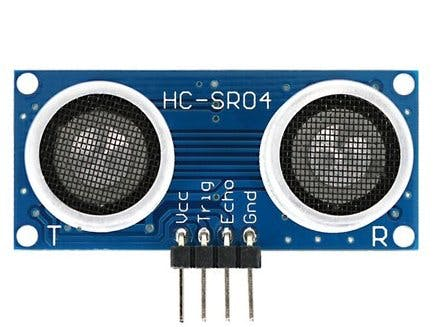 HC-SR04
Vcc
Trig
Echo
Gnd
T
R